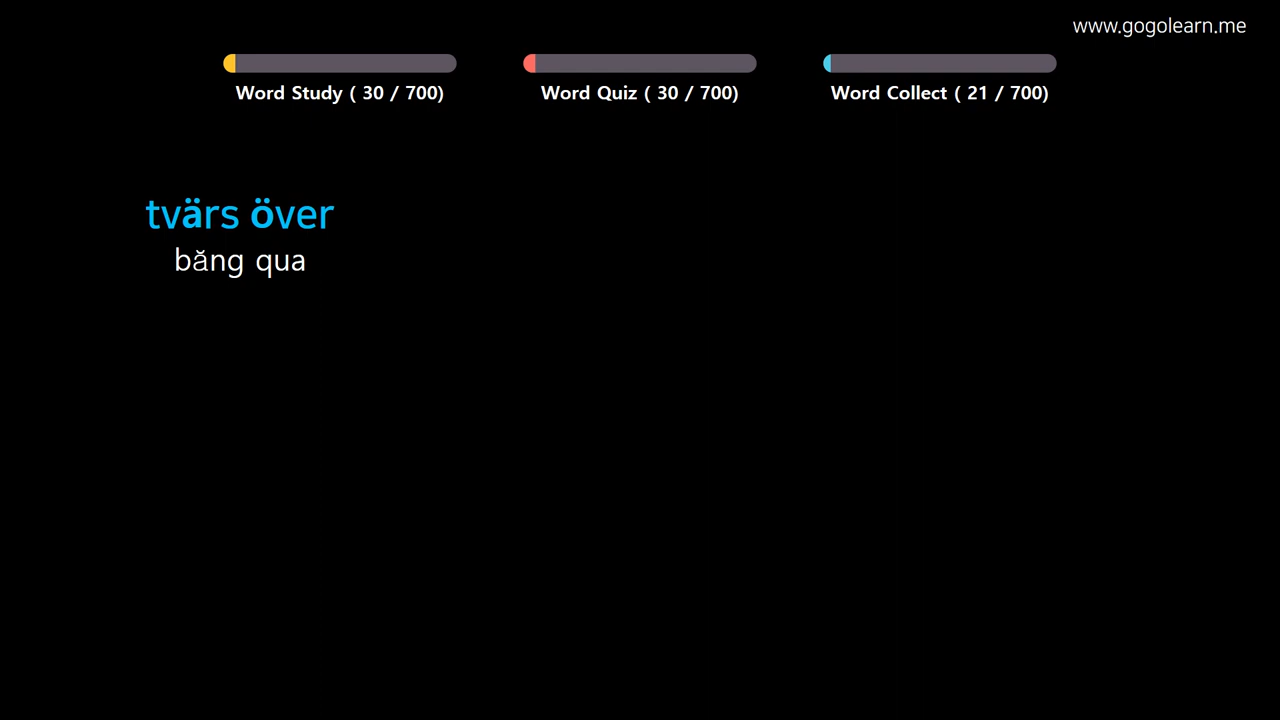 www.gogolearn.me
Word Study ( 30 / 700)
Word Quiz ( 30 / 700)
Word Collect ( 21 / 700)
tvärs över
băng qua